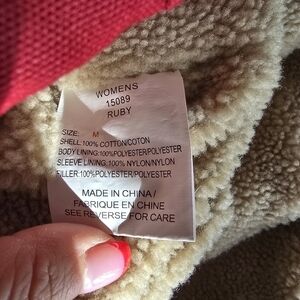 WOMENS
15089
RUBY
SIZE: M
SHELL:100% COTTON/COTON
BODY LINING:100%POLYESTER/POLYESTER
SLEEVE LINING:100% NYLON/NYLON
FILLER:100%POLYESTER/POLYESTER
MADE IN CHINA/
FABRIQUE EN CHINE
SEE REVERSE FOR CARE